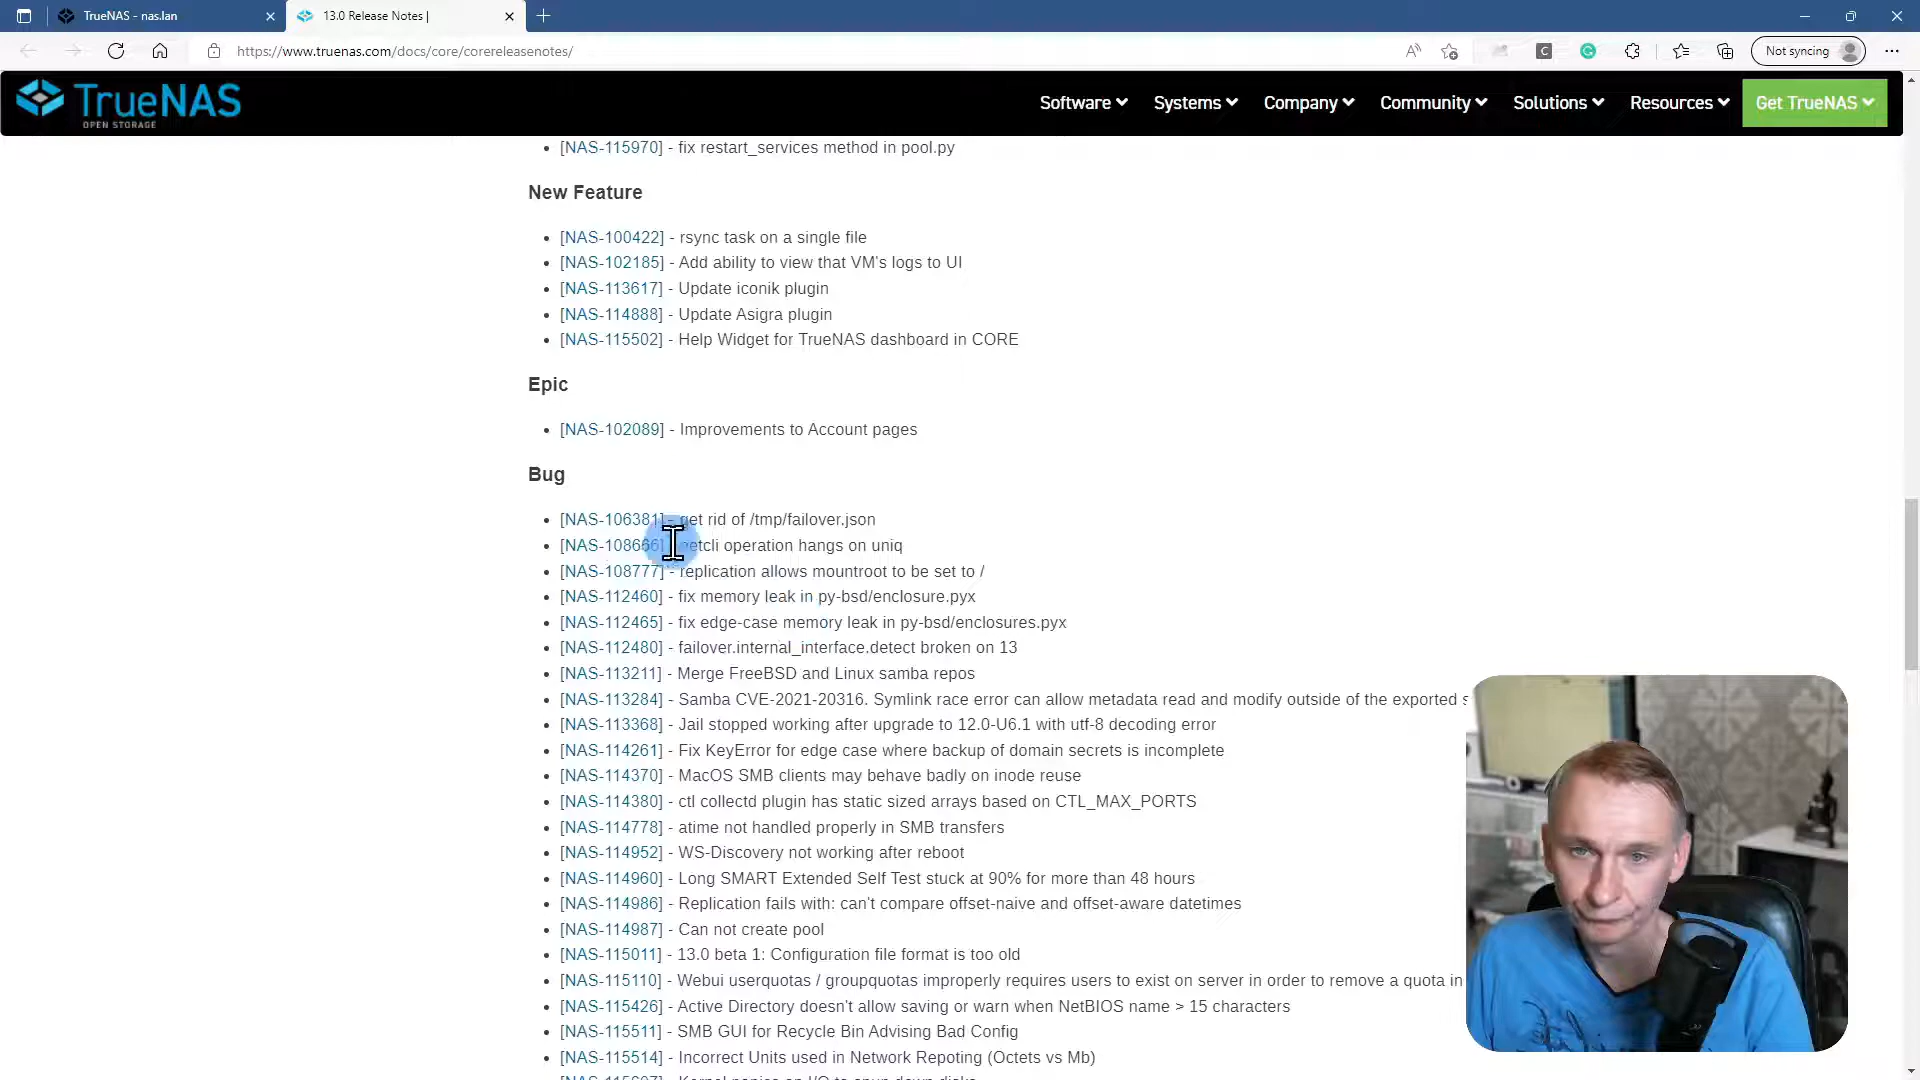 TrueNAS - nas.lan
13.0 Release Notes |
https://www.truenas.com/docs/core/corereleasenotes/
Not syncing
TrueNAS
OPEN STORAGE
Software
Systems
Company
Community
Solutions
Resources
Get TrueNAS
[NAS-115970] - fix restart_services method in pool.py
New Feature
[NAS-100422] - rsync task on a single file
[NAS-102185] - Add ability to view that VM's logs to UI
[NAS-113617] - Update iconik plugin
[NAS-114888] - Update Asigra plugin
[NAS-115502] - Help Widget for TrueNAS dashboard in CORE
Epic
[NAS-102089] - Improvements to Account pages
Bug
[NAS-106381] - get rid of /tmp/failover.json
[NAS-108666] - netcli operation hangs on uniq
[NAS-108777] - replication allows mountroot to be set to /
[NAS-112460] - fix memory leak in py-bsd/enclosure.pyx
[NAS-112465] - fix edge-case memory leak in py-bsd/enclosures.pyx
[NAS-112480] - failover.internal_interface.detect broken on 13
[NAS-113211] - Merge FreeBSD and Linux samba repos
[NAS-113284] - Samba CVE-2021-20316. Symlink race error can allow metadata read and modify outside of the exported s
[NAS-113368] - Jail stopped working after upgrade to 12.0-U6.1 with utf-8 decoding error
[NAS-114261] - Fix KeyError for edge case where backup of domain secrets is incomplete
[NAS-114370] - MacOS SMB clients may behave badly on inode reuse
[NAS-114380] - ctl collectd plugin has static sized arrays based on CTL_MAX_PORTS
[NAS-114778] - atime not handled properly in SMB transfers
[NAS-114952] - WS-Discovery not working after reboot
[NAS-114960] - Long SMART Extended Self Test stuck at 90% for more than 48 hours
[NAS-114986] - Replication fails with: can't compare offset-naive and offset-aware datetimes
[NAS-114987] - Can not create pool
[NAS-115011] - 13.0 beta 1: Configuration file format is too old
[NAS-115110] - Webui userquotas / groupquotas improperly requires users to exist on server in order to remove a quota in
[NAS-115426] - Active Directory doesn't allow saving or warn when NetBIOS name > 15 characters
[NAS-115511] - SMB GUI for Recycle Bin Advising Bad Config
[NAS-115514] - Incorrect Units used in Network Repoting (Octets vs Mb)